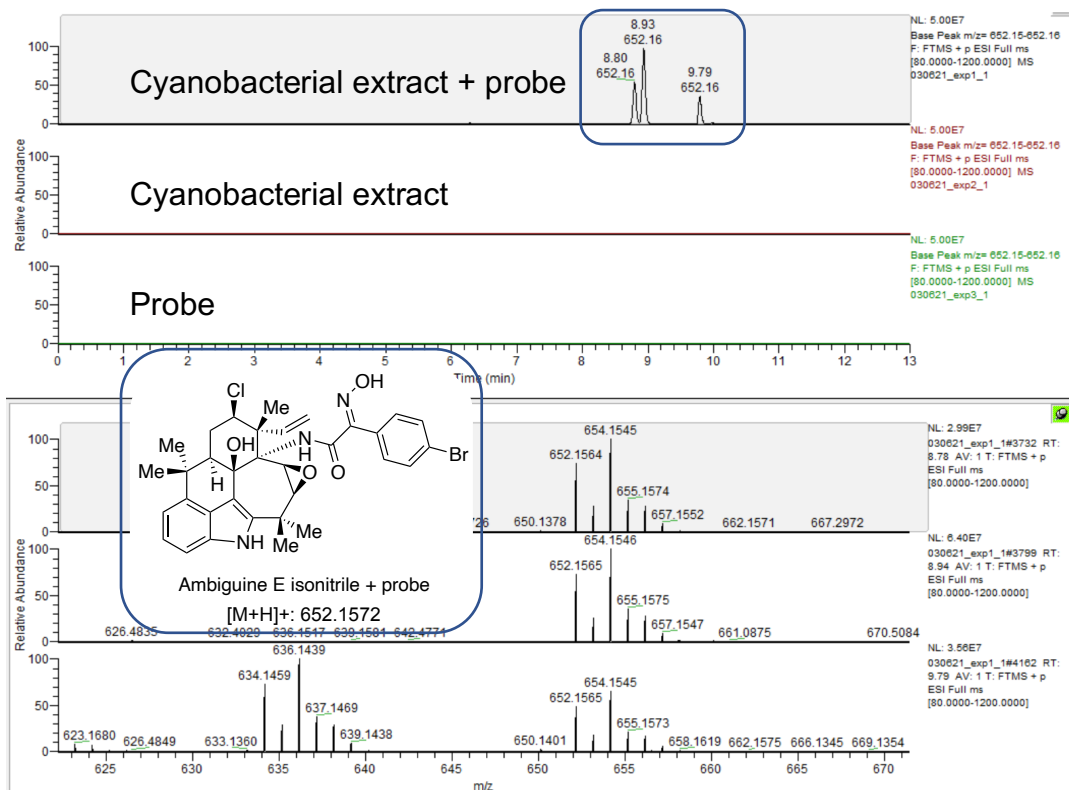 NL: 5.00E7
Base Peak m/z= 652.15-652.16
F: FTMS + p ESI Full ms
[80.0000-1200.0000] MS
030621_exp1_1
8.93
652.16
8.80
652.16
9.79
652.16
Cyanobacterial extract + probe
100
50
0
NL: 5.00E7
Base Peak m/z= 652.15-652.16
F: FTMS + p ESI Full ms
[80.0000-1200.0000] MS
030621_exp2_1
Cyanobacterial extract
100
50
0
Relative Abundance
NL: 5.00E7
Base Peak m/z= 652.15-652.16
F: FTMS + p ESI Full ms
[80.0000-1200.0000] MS
030621_exp3_1
Probe
100
50
0
0 1 2 3 4 5 6 7 8 9 10 11 12 13
Time (min)
Cl
Me
N
OH
OH
N
H
O
Br
Me
Me
H
O
Me
Me
NH
Ambiguine E isonitrile + probe
[M+H]+: 652.1572
NL: 2.99E7
030621_exp1_1#3732 RT:
8.78 AV: 1 T: FTMS + p
ESI Full ms
[80.0000-1200.0000]
654.1545
652.1564
655.1574
657.1552
726
650.1378
662.1571
667.2972
100
50
0
NL: 6.40E7
030621_exp1_1#3799 RT:
8.94 AV: 1 T: FTMS + p
ESI Full ms
[80.0000-1200.0000]
654.1546
652.1565
655.1575
657.1547
626.4835
632.4029
636.1517
639.1581
642.4771
661.0875
670.5084
100
50
0
Relative Abundance
NL: 3.56E7
030621_exp1_1#4162 RT:
9.79 AV: 1 T: FTMS + p
ESI Full ms
[80.0000-1200.0000]
636.1439
634.1459
637.1469
639.1438
623.1680
626.4849
633.1360
654.1545
652.1565
655.1573
650.1401
658.1619
662.1575
666.1345
669.1354
100
50
0
625 630 635 640 645 650 655 660 665 670
m/z